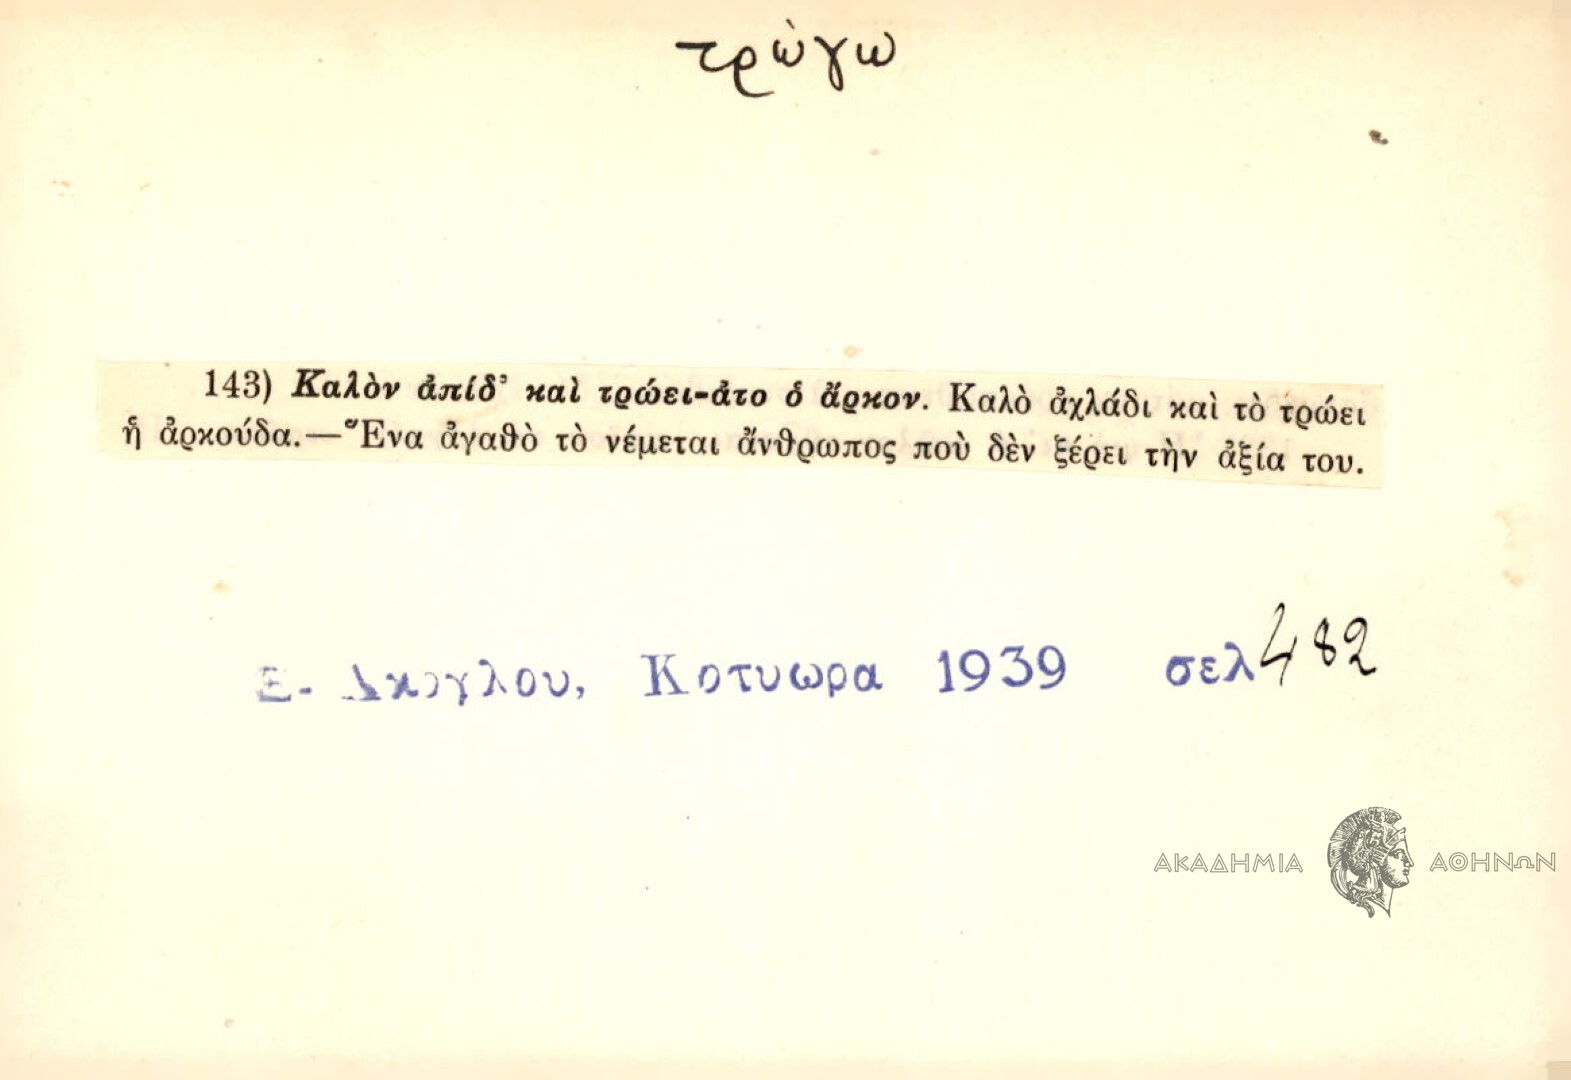 τρώγω
143) Καλὸν ἀπίδ' καὶ τρώει-ἀτο ὁ ἄρκον. Καλὸ ἀχλάδι καὶ τὸ τρώει
ἡ ἀρκούδα.—Ἕνα ἀγαθὸ τὸ νέμεται ἄνθρωπος ποὺ δὲν ξέρει τὴν ἀξία του.
Ξ. Ακογλου, Κοτυωρα 1939 σελ 482
ΑΚΑΔΗΜΙΑ ΑΘΗΝΩΝ